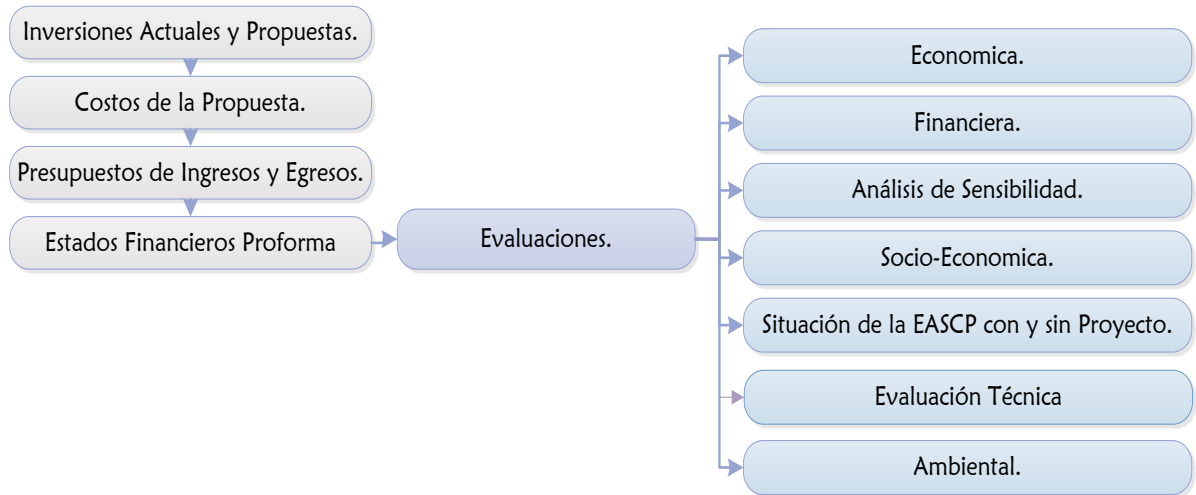 Inversiones Actuales y Propuestas.
Costos de la Propuesta.
Presupuestos de Ingresos y Egresos.
Estados Financieros Proforma
Evaluaciones.
Economica.
Financiera.
Análisis de Sensibilidad.
Socio-Economica.
Situación de la EASCP con y sin Proyecto.
Evaluación Técnica
Ambiental.